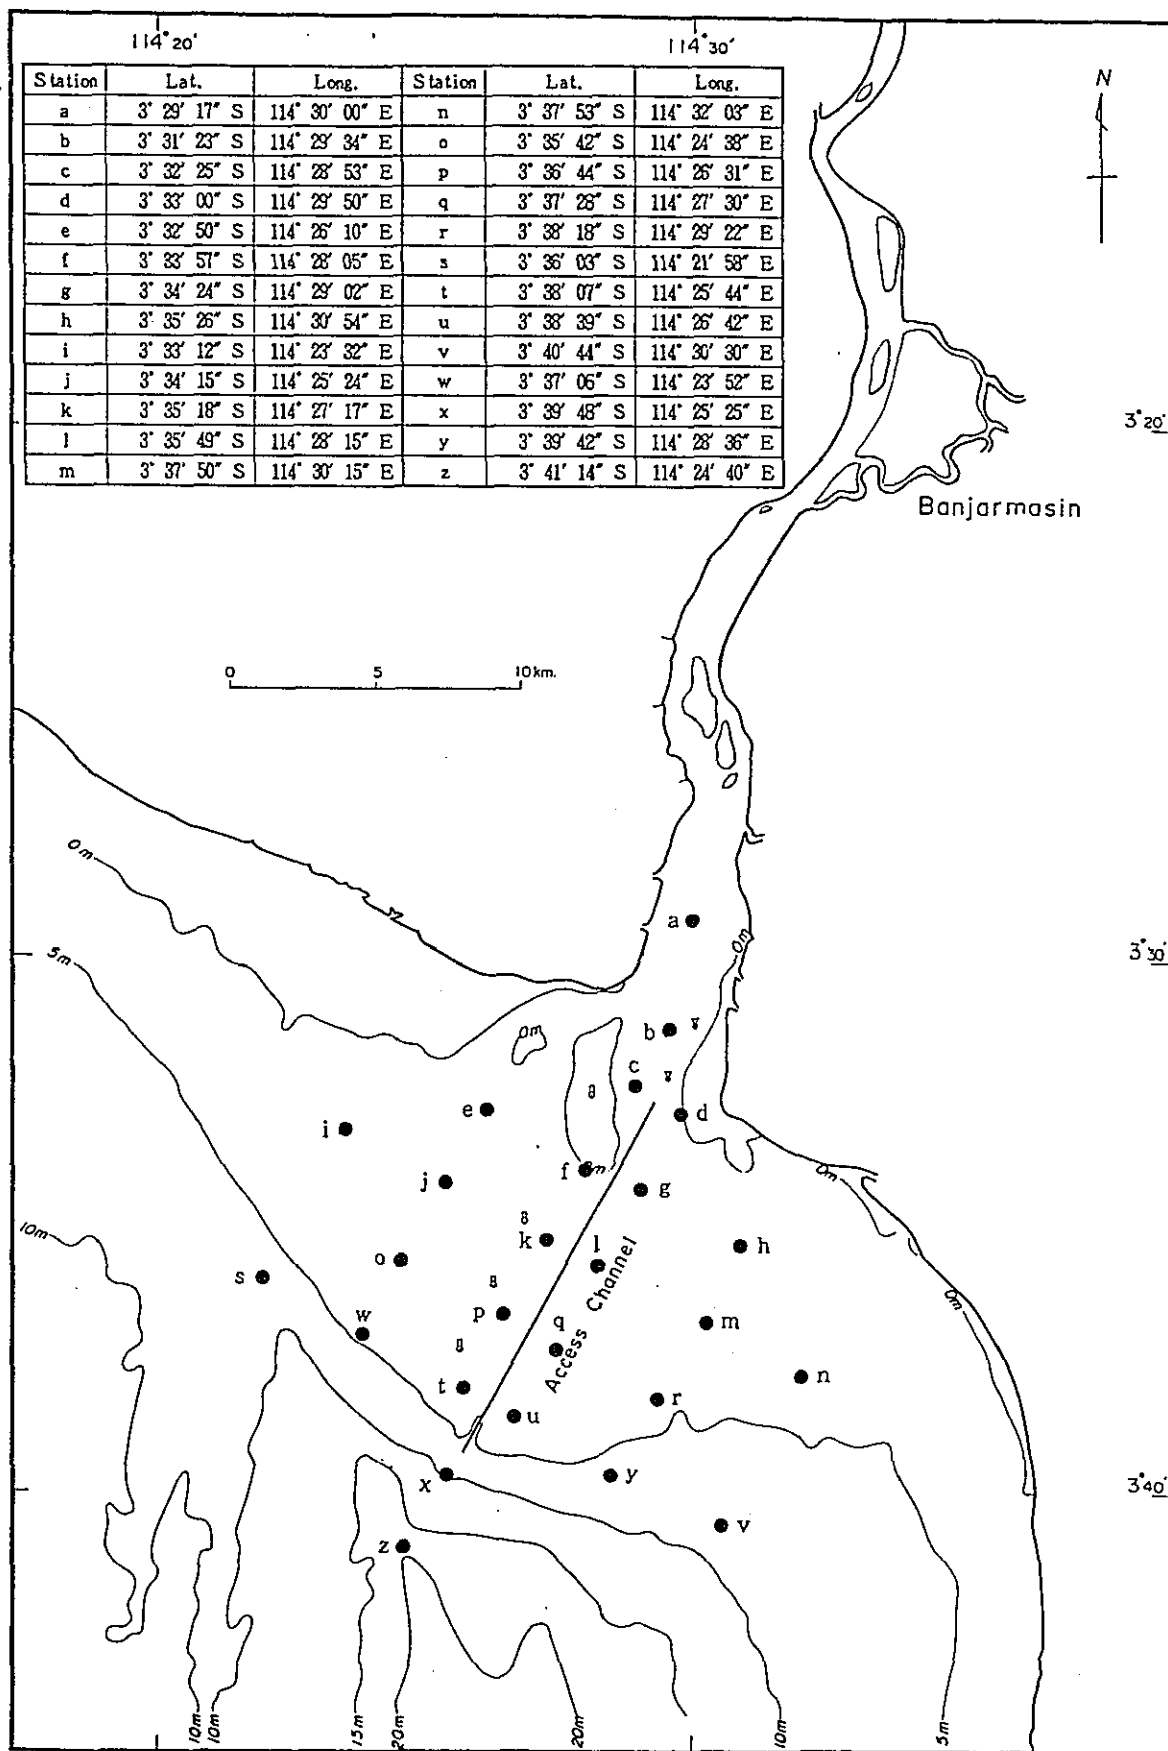 114° 20′ 114° 30′
N
Station Lat. Long. Station Lat. Long.
a 3° 29′ 17″ S 114° 30′ 00″ E n 3° 37′ 53″ S 114° 32′ 03″ E
b 3° 31′ 23″ S 114° 29′ 34″ E o 3° 35′ 42″ S 114° 24′ 38″ E
c 3° 32′ 25″ S 114° 28′ 53″ E p 3° 36′ 44″ S 114° 26′ 31″ E
d 3° 33′ 00″ S 114° 29′ 50″ E q 3° 37′ 28″ S 114° 27′ 30″ E
e 3° 32′ 50″ S 114° 26′ 10″ E r 3° 38′ 18″ S 114° 29′ 22″ E
f 3° 33′ 57″ S 114° 28′ 05″ E s 3° 36′ 03″ S 114° 21′ 58″ E
g 3° 34′ 24″ S 114° 29′ 02″ E t 3° 38′ 07″ S 114° 25′ 44″ E
h 3° 35′ 26″ S 114° 30′ 54″ E u 3° 38′ 39″ S 114° 26′ 42″ E
i 3° 33′ 12″ S 114° 23′ 32″ E v 3° 40′ 44″ S 114° 30′ 30″ E
j 3° 34′ 15″ S 114° 25′ 24″ E w 3° 37′ 06″ S 114° 23′ 52″ E
k 3° 35′ 18″ S 114° 27′ 17″ E x 3° 39′ 48″ S 114° 25′ 25″ E
l 3° 35′ 49″ S 114° 28′ 15″ E y 3° 39′ 42″ S 114° 28′ 36″ E
m 3° 37′ 50″ S 114° 30′ 15″ E z 3° 41′ 14″ S 114° 24′ 40″ E
3° 20′
Banjarmasin
0 5 10 km.
0m
a
0m
3° 30′
5m
b
0m
c
d
e
i
f
0m
j
g
10m
k
l
h
o
s
0m
p
m
w
q
Access Channel
n
t
r
u
x
y
3° 40′
v
z
10m 10m 15m 20m 20m 10m 5m